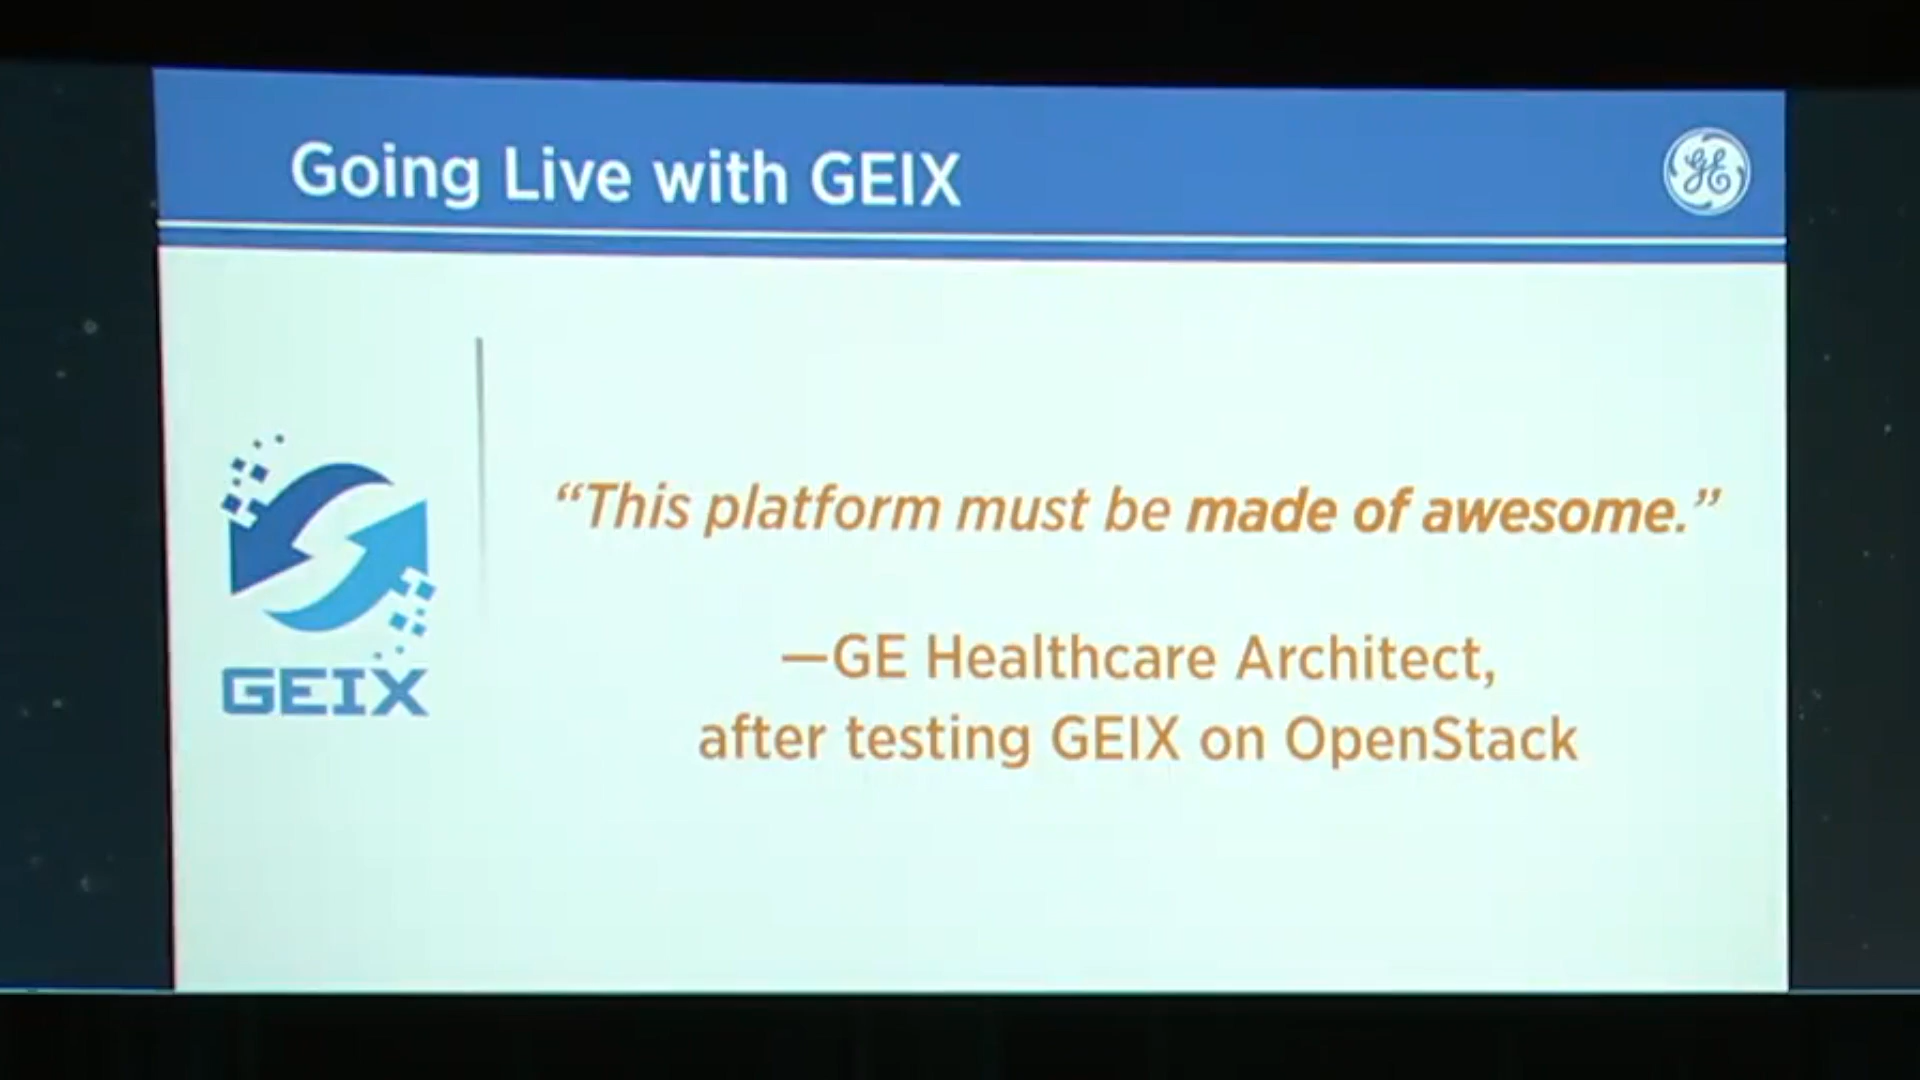 Going Live with GEIX
GE
GEIX
“This platform must be made of awesome.”
—GE Healthcare Architect,
after testing GEIX on OpenStack